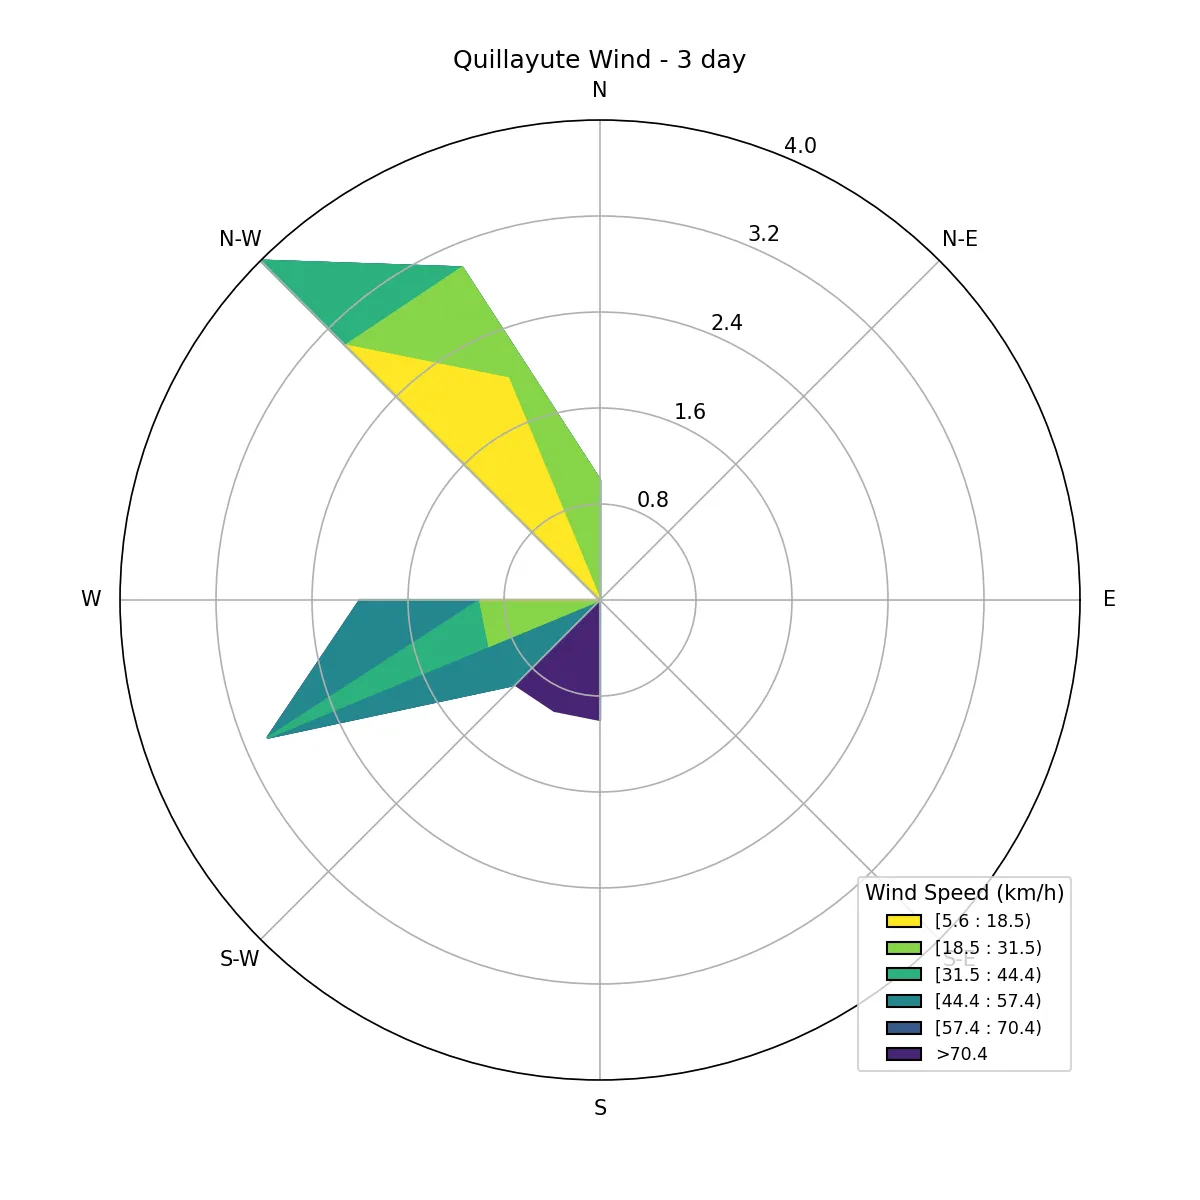 Quillayute Wind - 3 day
N
4.0
N-W
3.2
N-E
2.4
1.6
0.8
W
E
Wind Speed (km/h)
[5.6 : 18.5)
[18.5 : 31.5)
S-W
S-E
[31.5 : 44.4)
[44.4 : 57.4)
[57.4 : 70.4)
>70.4
S